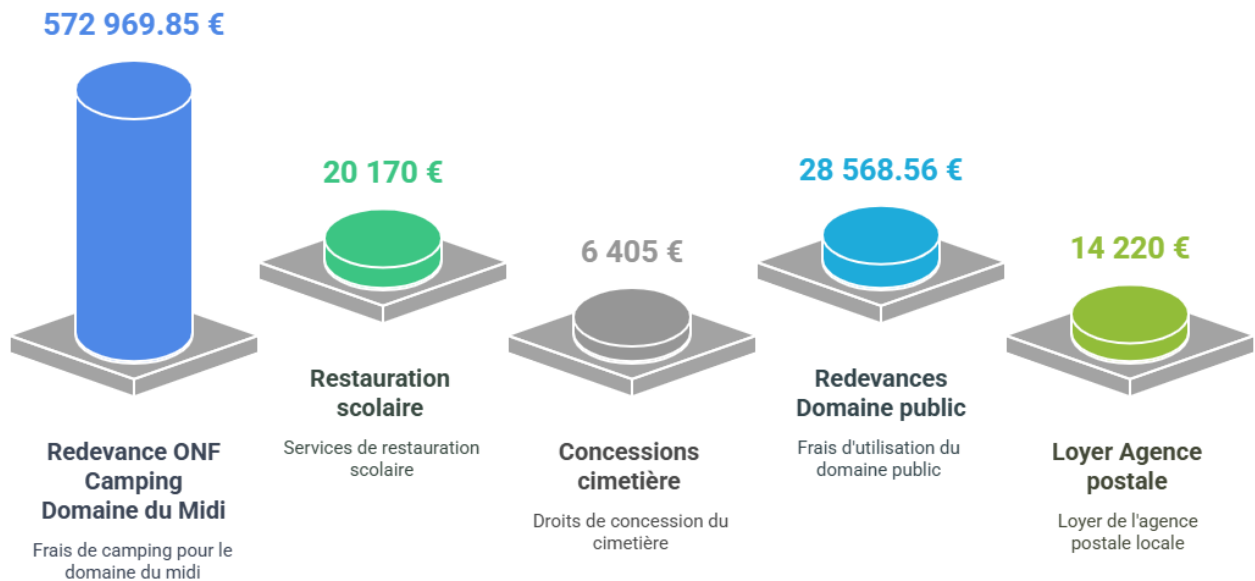 572 969.85 €
Redevance ONF
Camping
Domaine du Midi
Frais de camping pour le
domaine du midi
20 170 €
Restauration
scolaire
Services de restauration
scolaire
6 405 €
Concessions
cimetière
Droits de concession du
cimetière
28 568.56 €
Redevances
Domaine public
Frais d'utilisation du
domaine public
14 220 €
Loyer Agence
postale
Loyer de l'agence
postale locale